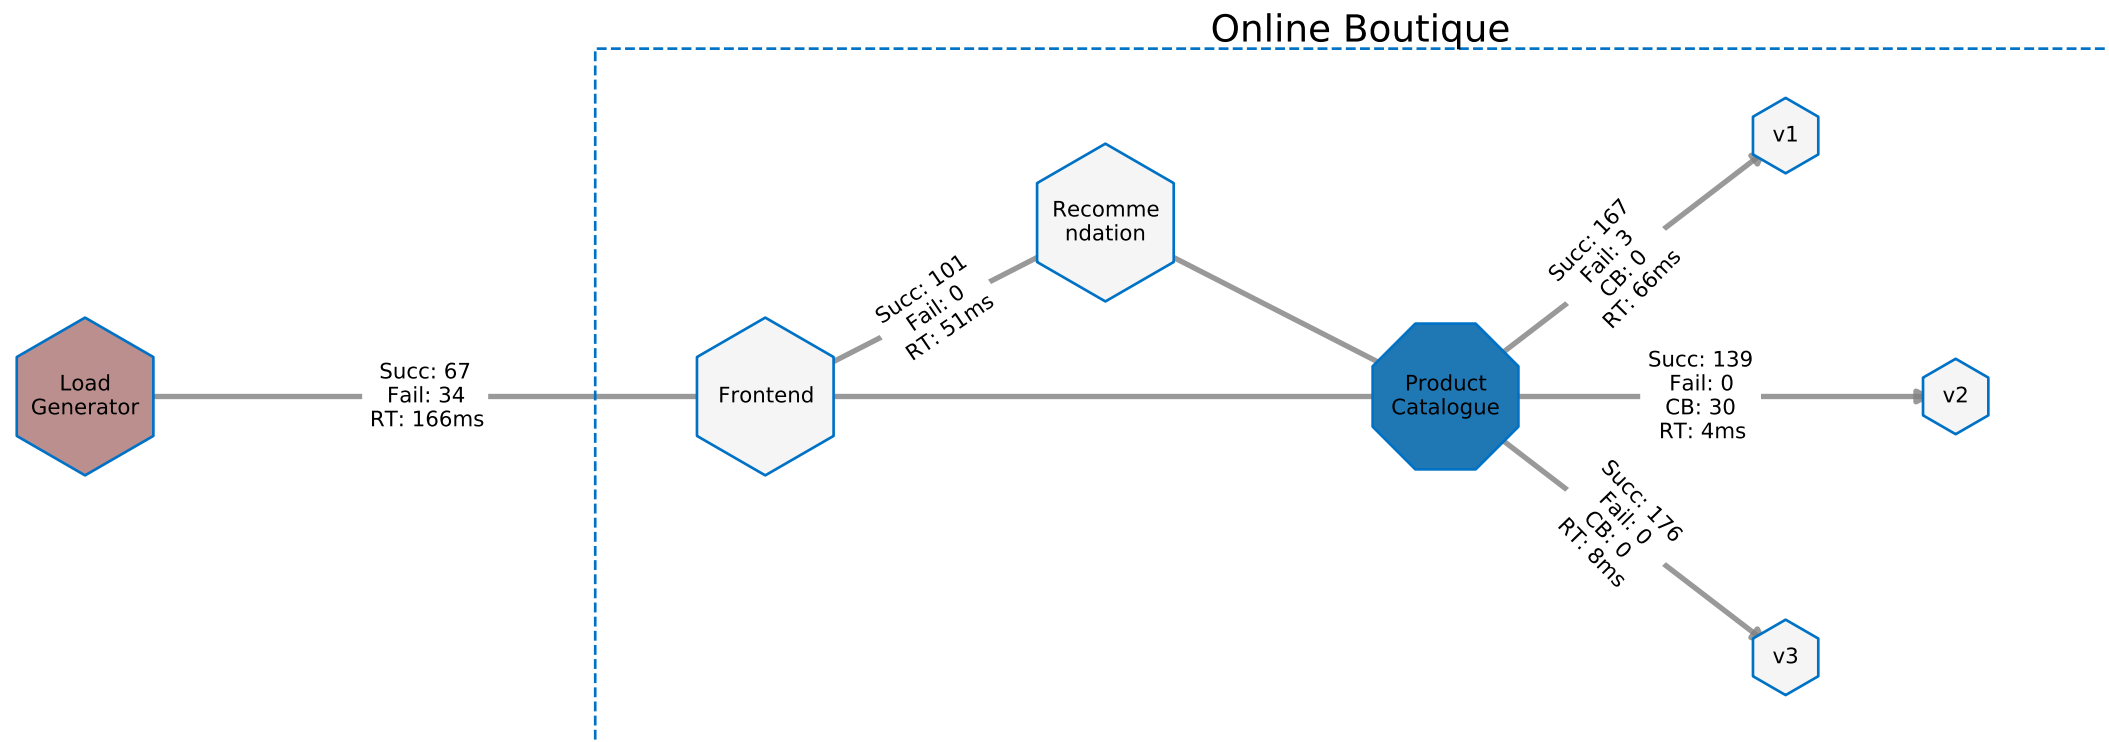 Online Boutique
Load
Generator
Succ: 67
Fail: 34
RT: 166ms
Frontend
Succ: 101
Fail: 0
RT: 51ms
Recomme
ndation
Product
Catalogue
Succ: 167
Fail: 3
CB: 0
RT: 66ms
v1
Succ: 139
Fail: 0
CB: 30
RT: 4ms
v2
Succ: 176
Fail: 0
CB: 0
RT: 8ms
v3